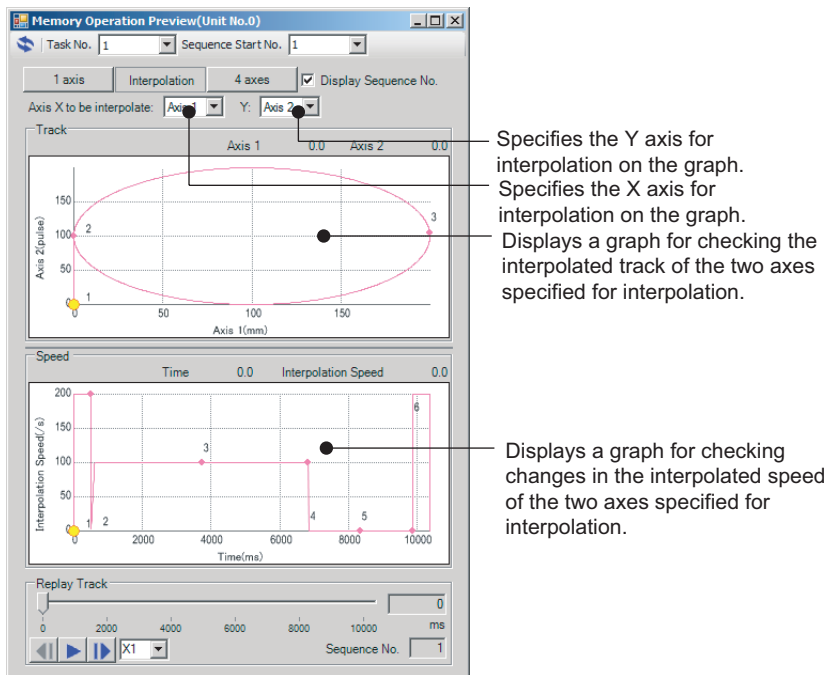 Memory Operation Preview(Unit No.0)
Task No. 1 Sequence Start No. 1
1 axis Interpolation 4 axes Display Sequence No.
Axis X to be interpolate: Axis 1 Y: Axis 2
Track
Axis 1 0.0 Axis 2 0.0
Specifies the Y axis for
interpolation on the graph.
Specifies the X axis for
interpolation on the graph.
Displays a graph for checking the
interpolated track of the two axes
specified for interpolation.
Axis 2(pulse)
150
100
50
0
2
3
1
0 50 100 150
Axis 1(mm)
Speed
Time 0.0 Interpolation Speed 0.0
Interpolation Speed(/s)
200
150
100
50
0
6
3
1 2 4 5
0 2000 4000 6000 8000 10000
Time(ms)
Displays a graph for checking
changes in the interpolated speed
of the two axes specified for
interpolation.
Replay Track
0
0 2000 4000 6000 8000 10000 ms
X1 Sequence No. 1